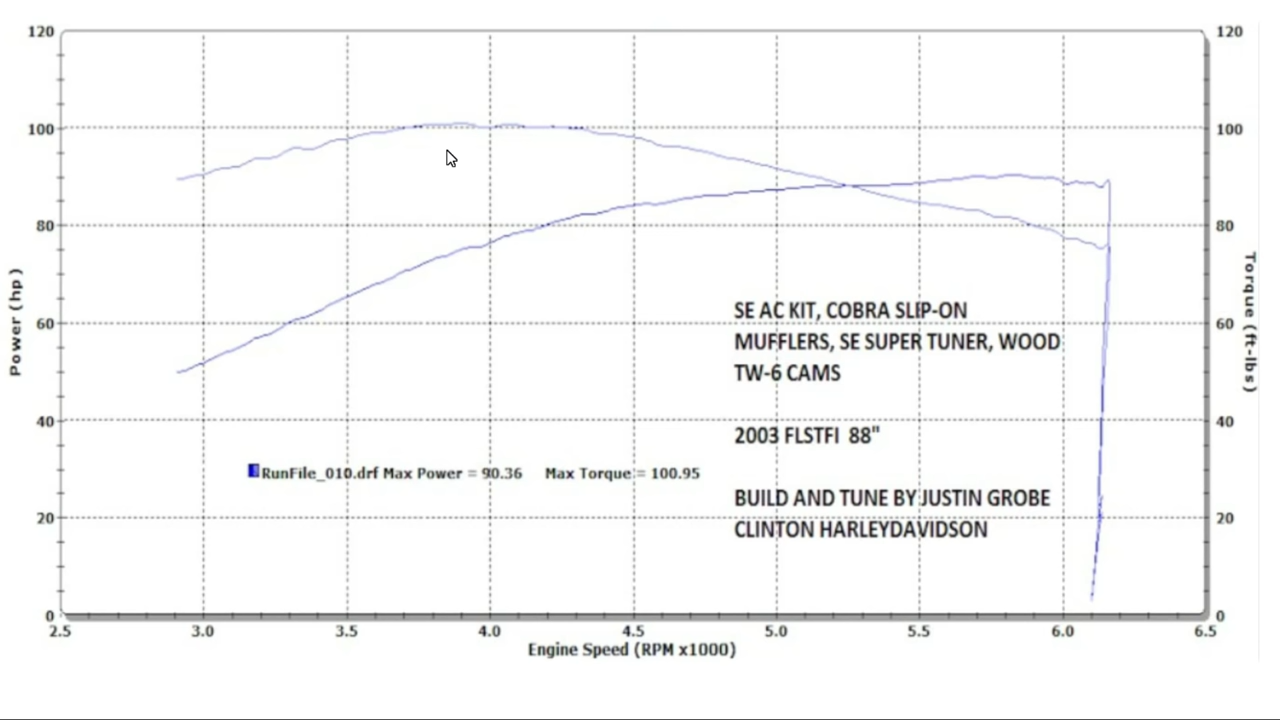 120
100
80
60
40
20
0
Power (hp)
120
100
80
60
40
20
0
Torque (ft-lbs)
SE AC KIT, COBRA SLIP-ON
MUFFLERS, SE SUPER TUNER, WOOD
TW-6 CAMS
2003 FLSTFI 88"
RunFile_010.drf Max Power = 90.36 Max Torque = 100.95
BUILD AND TUNE BY JUSTIN GROBE
CLINTON HARLEYDAVIDSON
2.5 3.0 3.5 4.0 4.5 5.0 5.5 6.0 6.5
Engine Speed (RPM x1000)